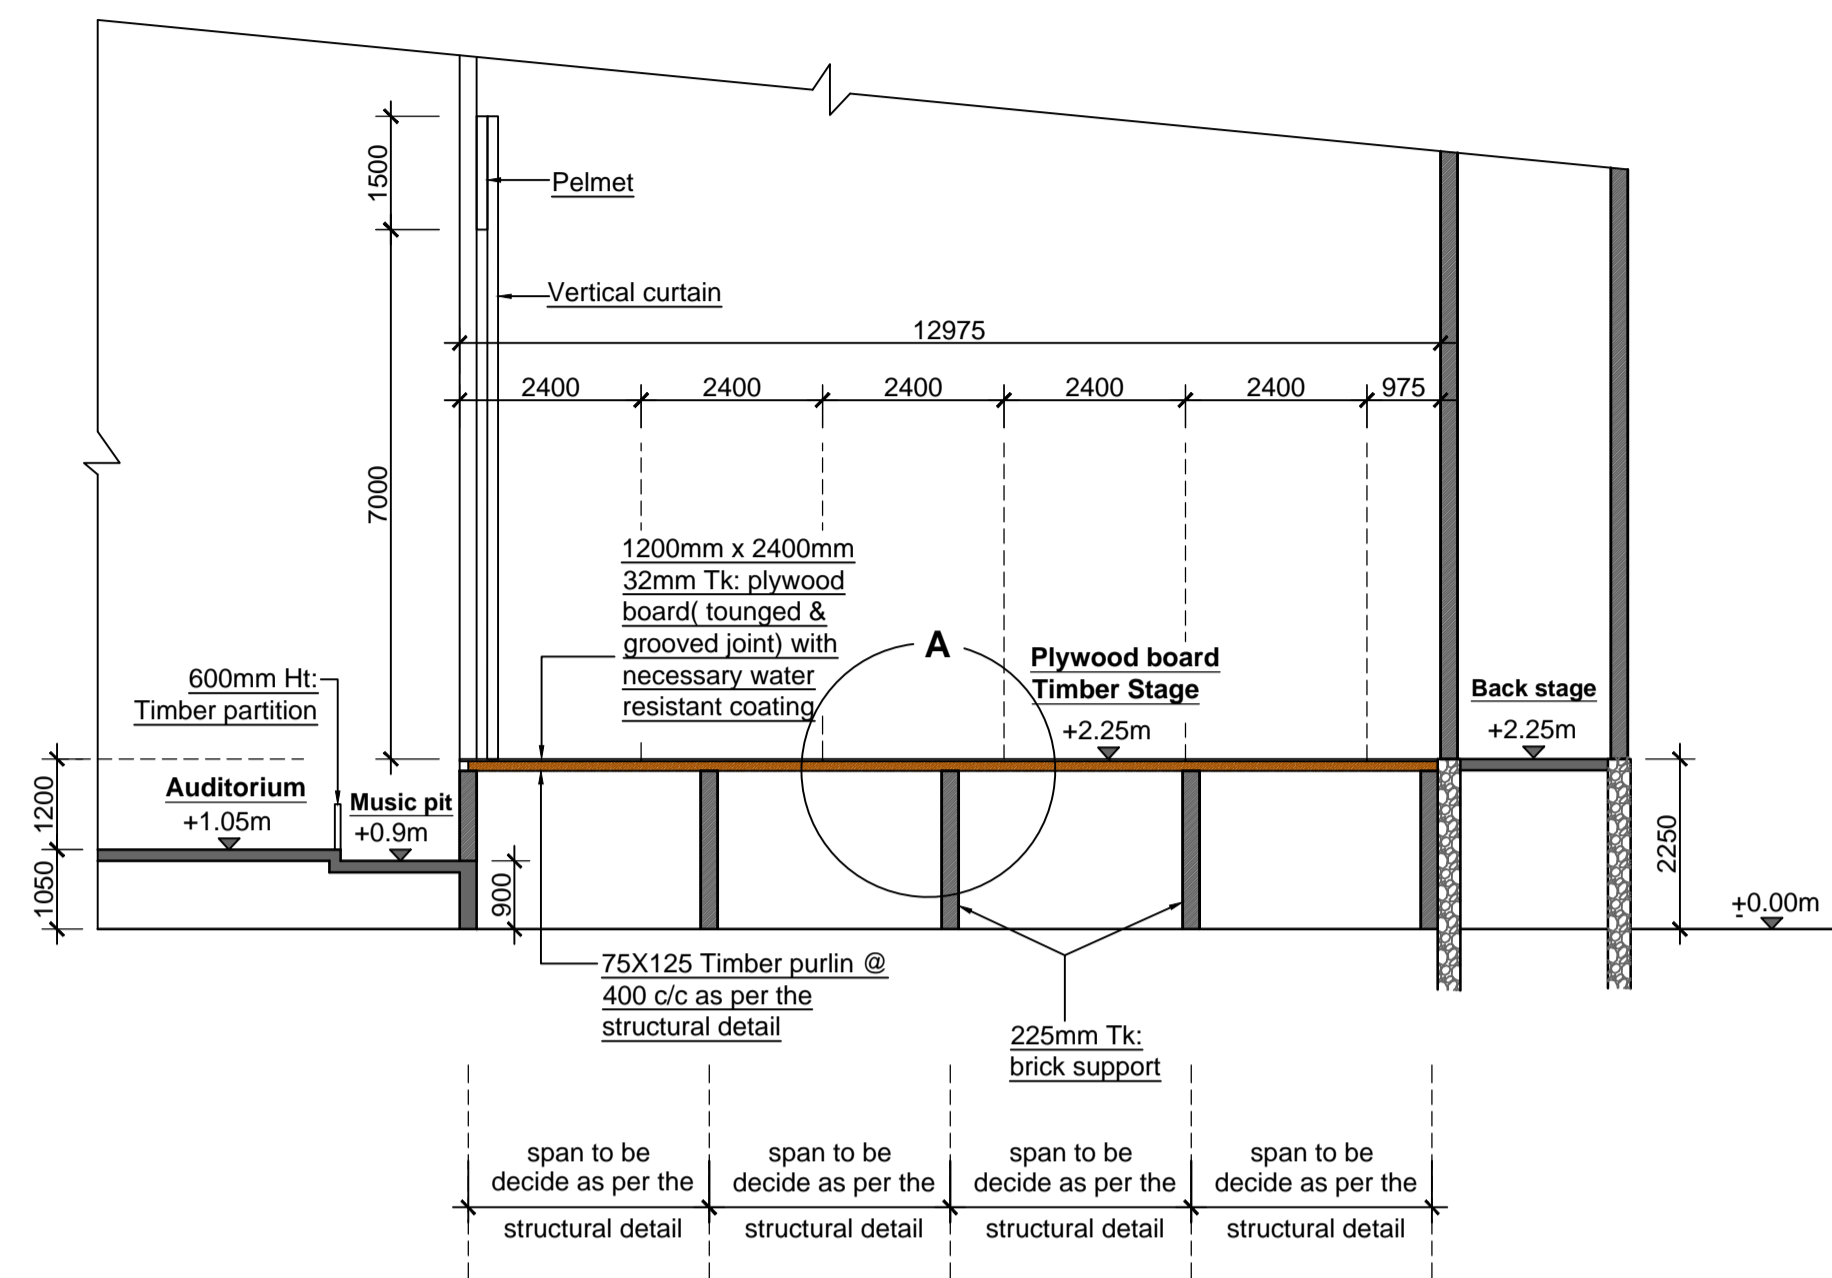 1500
Pelmet
Vertical curtain
12975
2400 2400 2400 2400 2400 975
7000
1200mm x 2400mm
32mm Tk: plywood
board( tounged &
grooved joint) with
necessary water
resistant coating
A
Plywood board
Timber Stage
+2.25m
Back stage
+2.25m
600mm Ht:
Timber partition
Auditorium
+1.05m
Music pit
+0.9m
1200
1050
900
2250
±0.00m
75X125 Timber purlin @
400 c/c as per the
structural detail
225mm Tk:
brick support
span to be
decide as per the
structural detail
span to be
decide as per the
structural detail
span to be
decide as per the
structural detail
span to be
decide as per the
structural detail